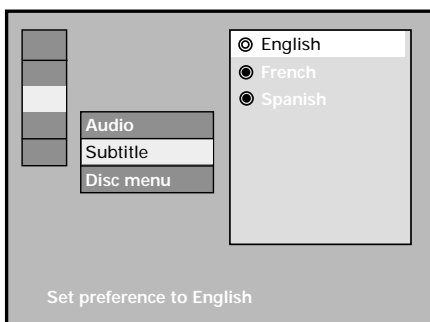 English
French
Spanish
Audio
Subtitle
Disc menu
Set preference to English